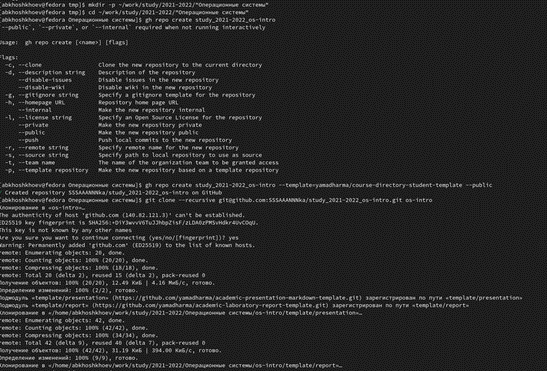 [abkhoshkhoev@fedora tmp]$ mkdir -p ~/work/study/2021-2022/"Операционные системы"
[abkhoshkhoev@fedora tmp]$ cd ~/work/study/2021-2022/"Операционные системы"
[abkhoshkhoev@fedora Операционные системы]$ gh repo create study_2021-2022_os-intro
`--public`, `--private`, or `--internal` required when not running interactively
Usage:  gh repo create [<name>] [flags]
Flags:
-c, --clone Clone the new repository to the current directory
-d, --description string Description of the repository
--disable-issues Disable issues in the new repository
--disable-wiki Disable wiki in the new repository
-g, --gitignore string Specify a gitignore template for the repository
-h, --homepage URL Repository home page URL
--internal Make the new repository internal
-l, --license string Specify an Open Source License for the repository
--private Make the new repository private
--public Make the new repository public
--push Push local commits to the new repository
-r, --remote string Specify remote name for the new repository
-s, --source string Specify path to local repository to use as source
-t, --team name The name of the organization team to be granted access
-p, --template repository Make the new repository based on a template repository
[abkhoshkhoev@fedora Операционные системы]$ gh repo create study_2021-2022_os-intro --template=yamadharma/course-directory-student-template --public
✓ Created repository SSSAAANNNka/study_2021-2022_os-intro on GitHub
[abkhoshkhoev@fedora Операционные системы]$ git clone --recursive git@github.com:SSSAAANNNka/study_2021-2022_os-intro.git os-intro
Клонирование в «os-intro»…
The authenticity of host 'github.com (140.82.121.3)' can't be established.
ED25519 key fingerprint is SHA256:+DiY3wvvV6TuJJhbpZisF/zLDA0zPMSvHdkr4UvCOqU.
This key is not known by any other names
Are you sure you want to continue connecting (yes/no/[fingerprint])? yes
Warning: Permanently added 'github.com' (ED25519) to the list of known hosts.
remote: Enumerating objects: 20, done.
remote: Counting objects: 100% (20/20), done.
remote: Compressing objects: 100% (18/18), done.
remote: Total 20 (delta 2), reused 15 (delta 2), pack-reused 0
Получение объектов: 100% (20/20), 12.49 КиБ | 4.16 МиБ/с, готово.
Определение изменений: 100% (2/2), готово.
Подмодуль «template/presentation» (https://github.com/yamadharma/academic-presentation-markdown-template.git) зарегистрирован по пути «template/presentation»
Подмодуль «template/report» (https://github.com/yamadharma/academic-laboratory-report-template.git) зарегистрирован по пути «template/report»
Клонирование в «/home/abkhoshkhoev/work/study/2021-2022/Операционные системы/os-intro/template/presentation»…
remote: Enumerating objects: 42, done.
remote: Counting objects: 100% (42/42), done.
remote: Compressing objects: 100% (34/34), done.
remote: Total 42 (delta 9), reused 40 (delta 7), pack-reused 0
Получение объектов: 100% (42/42), 31.19 КиБ | 394.00 КиБ/с, готово.
Определение изменений: 100% (9/9), готово.
Клонирование в «/home/abkhoshkhoev/work/study/2021-2022/Операционные системы/os-intro/template/report»…